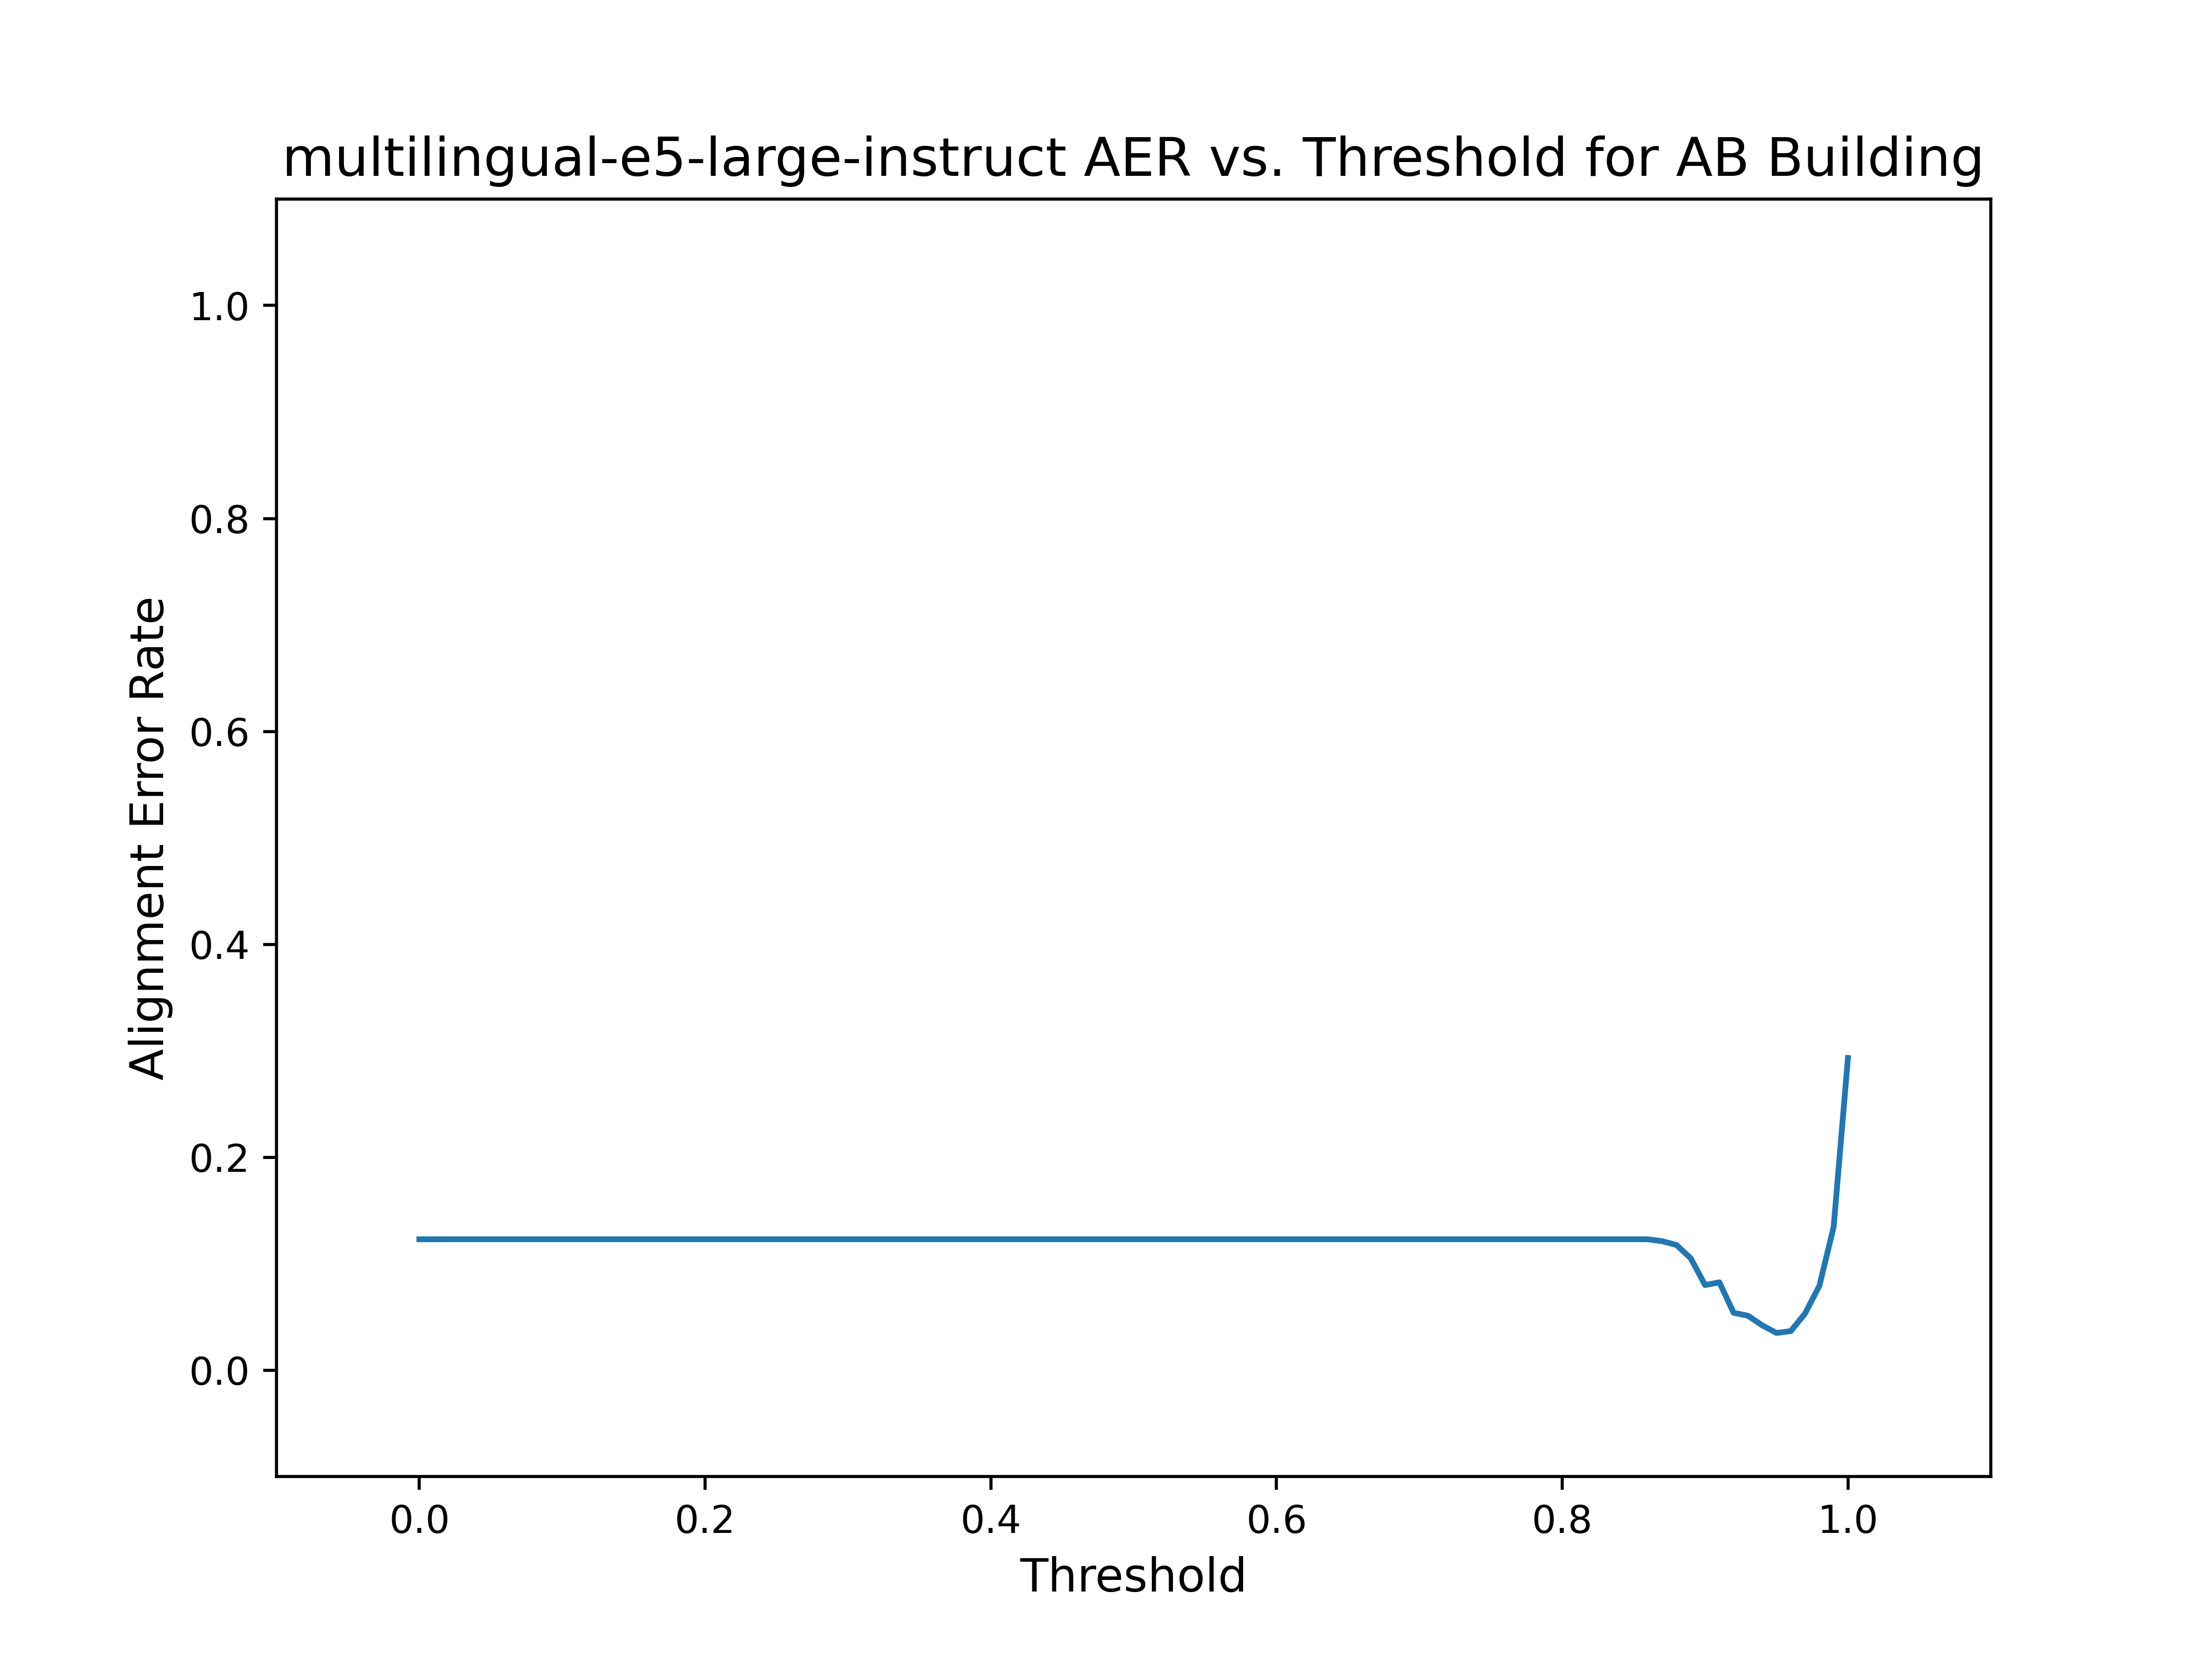 multilingual-e5-large-instruct AER vs. Threshold for AB Building
1.0
0.8
0.6
0.4
0.2
0.0
Alignment Error Rate
0.0 0.2 0.4 0.6 0.8 1.0
Threshold